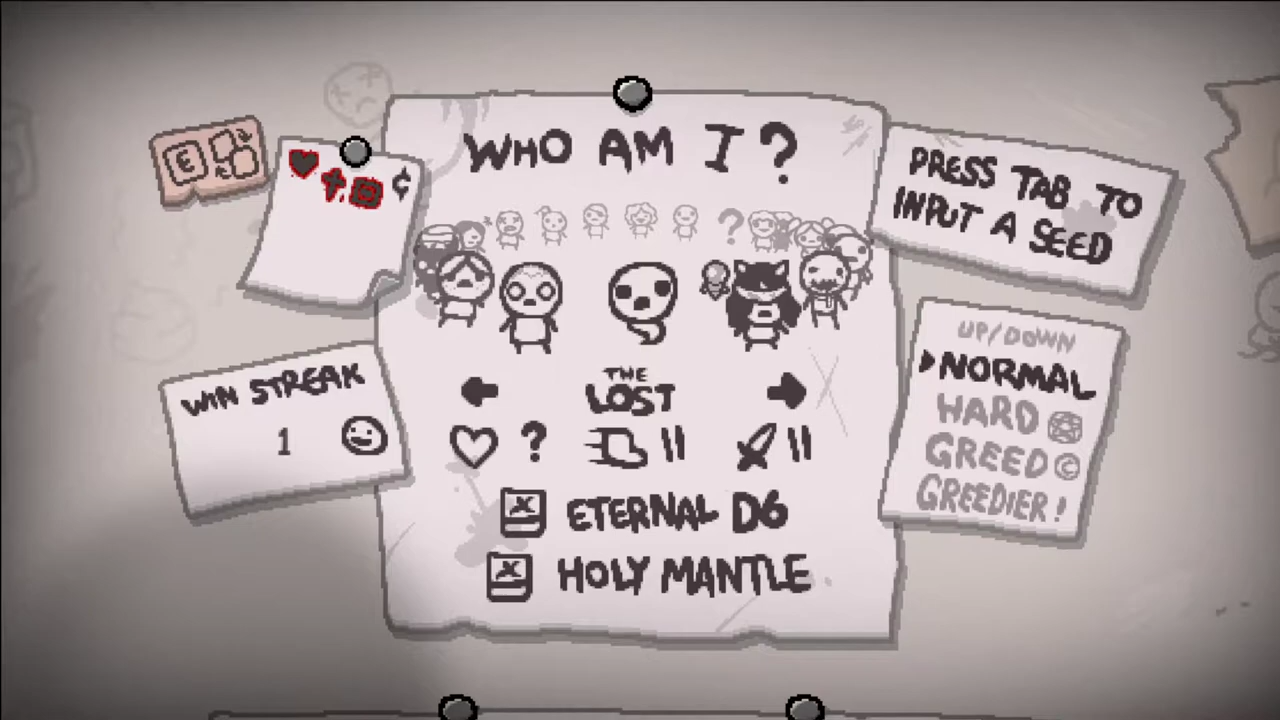 WHO AM I?
E
¢
PRESS TAB TO
INPUT A SEED
?
WIN STREAK
1
THE
LOST
?
ETERNAL D6
HOLY MANTLE
UP/DOWN
NORMAL
HARD
GREED ©
GREEDIER!